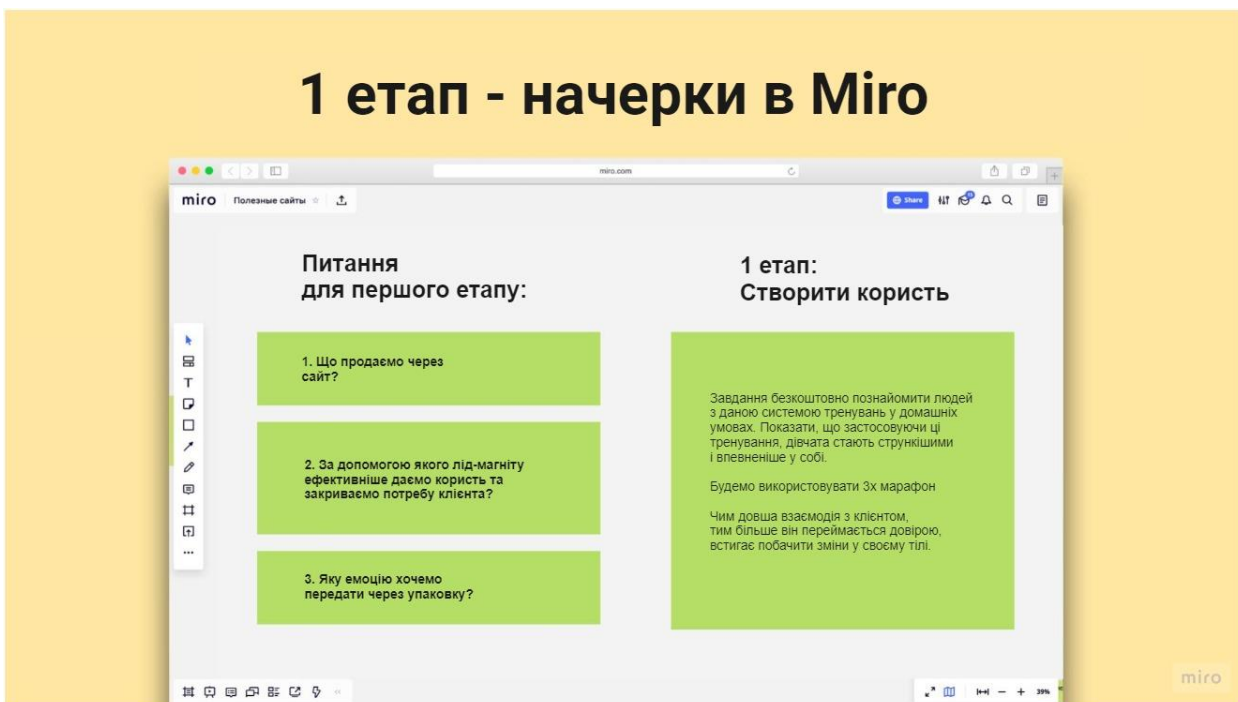 1 етап - начерки в Miro
miro.com
miro
Полезные сайты
Share
Питання
для першого етапу:
1. Що продаємо через
сайт?
2. За допомогою якого лід-магніту
ефективніше даємо користь та
закриваємо потребу клієнта?
3. Яку емоцію хочемо
передати через упаковку?
1 етап:
Створити користь
Завдання безкоштовно познайомити людей
з даною системою тренувань у домашніх
умовах. Показати, що застосовуючи ці
тренування, дівчата стають стрункішими
і впевненіше у собі.
Будемо використовувати 3х марафон
Чим довша взаємодія з клієнтом,
тим більше він переймається довірою,
встигає побачити зміни у своєму тілі.
39%
miro